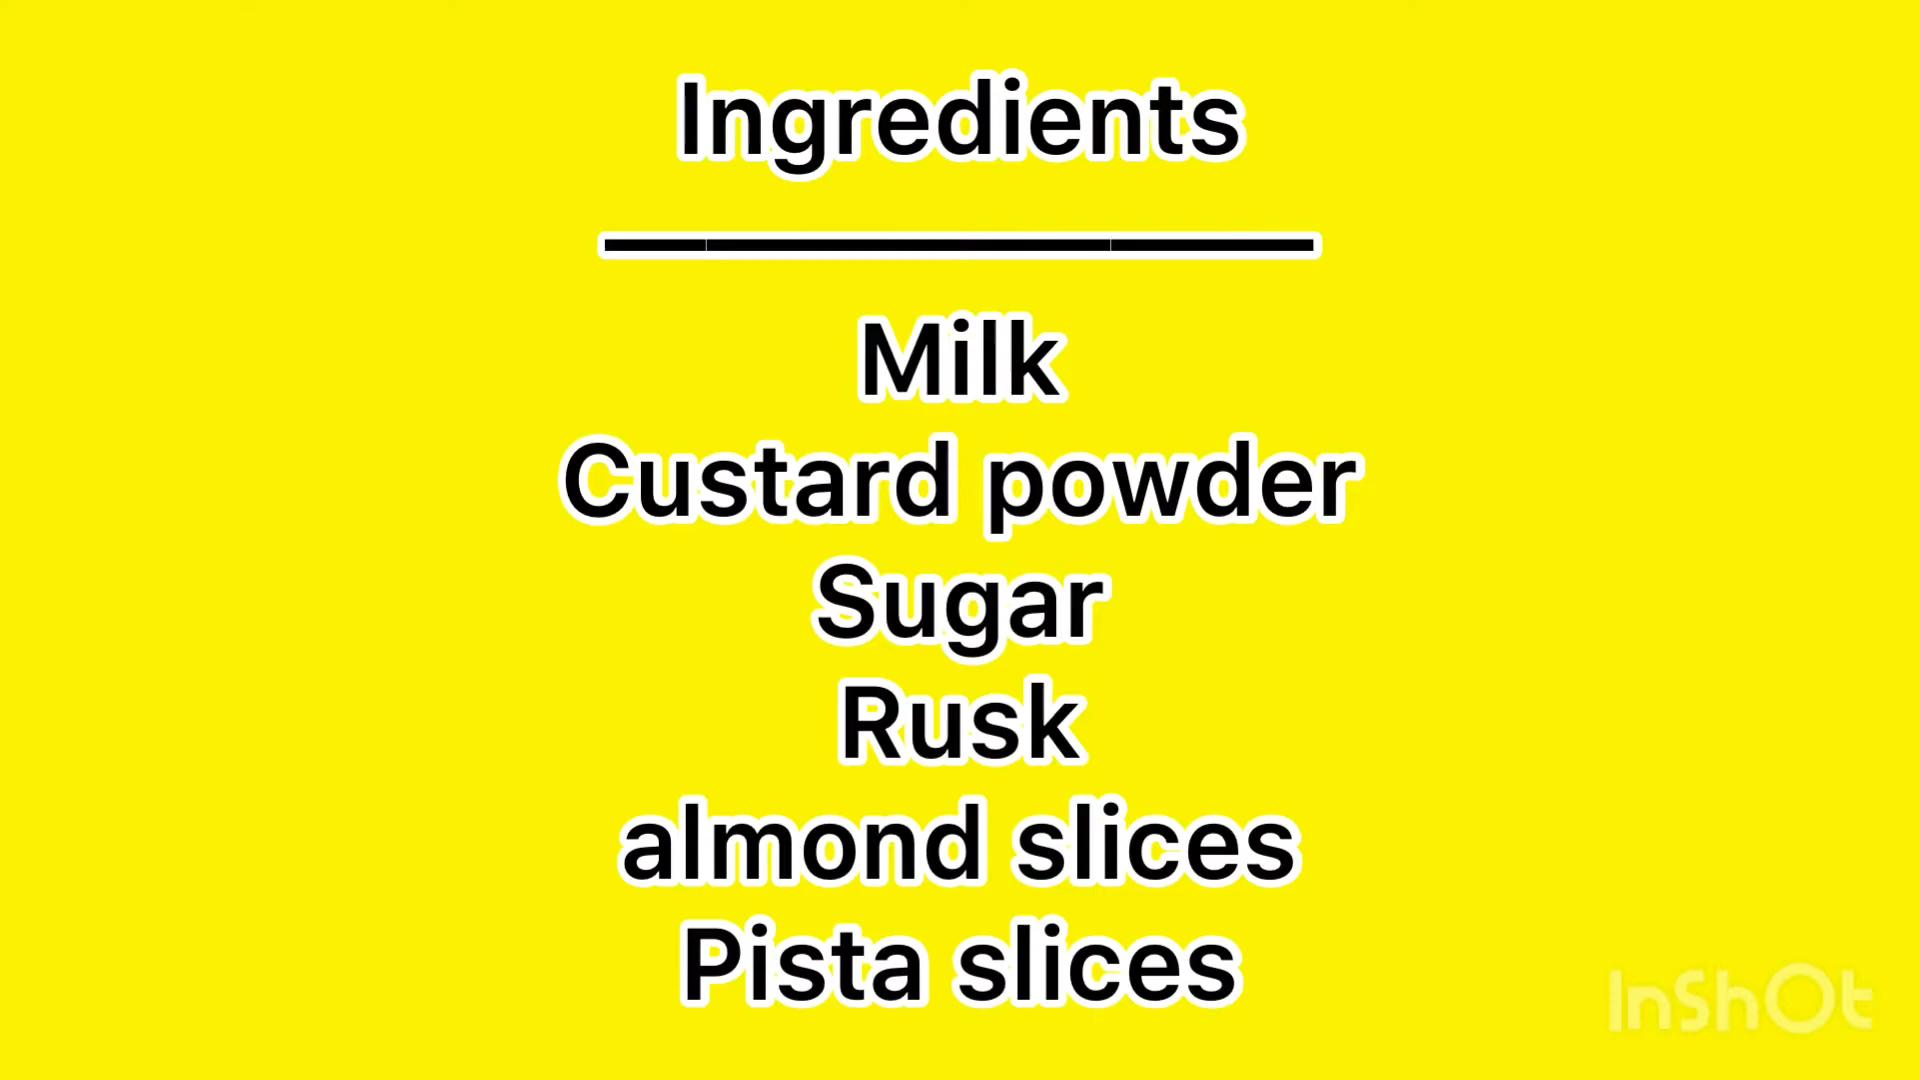 Ingredients
Milk
Custard powder
Sugar
Rusk
almond slices
Pista slices
InShOt